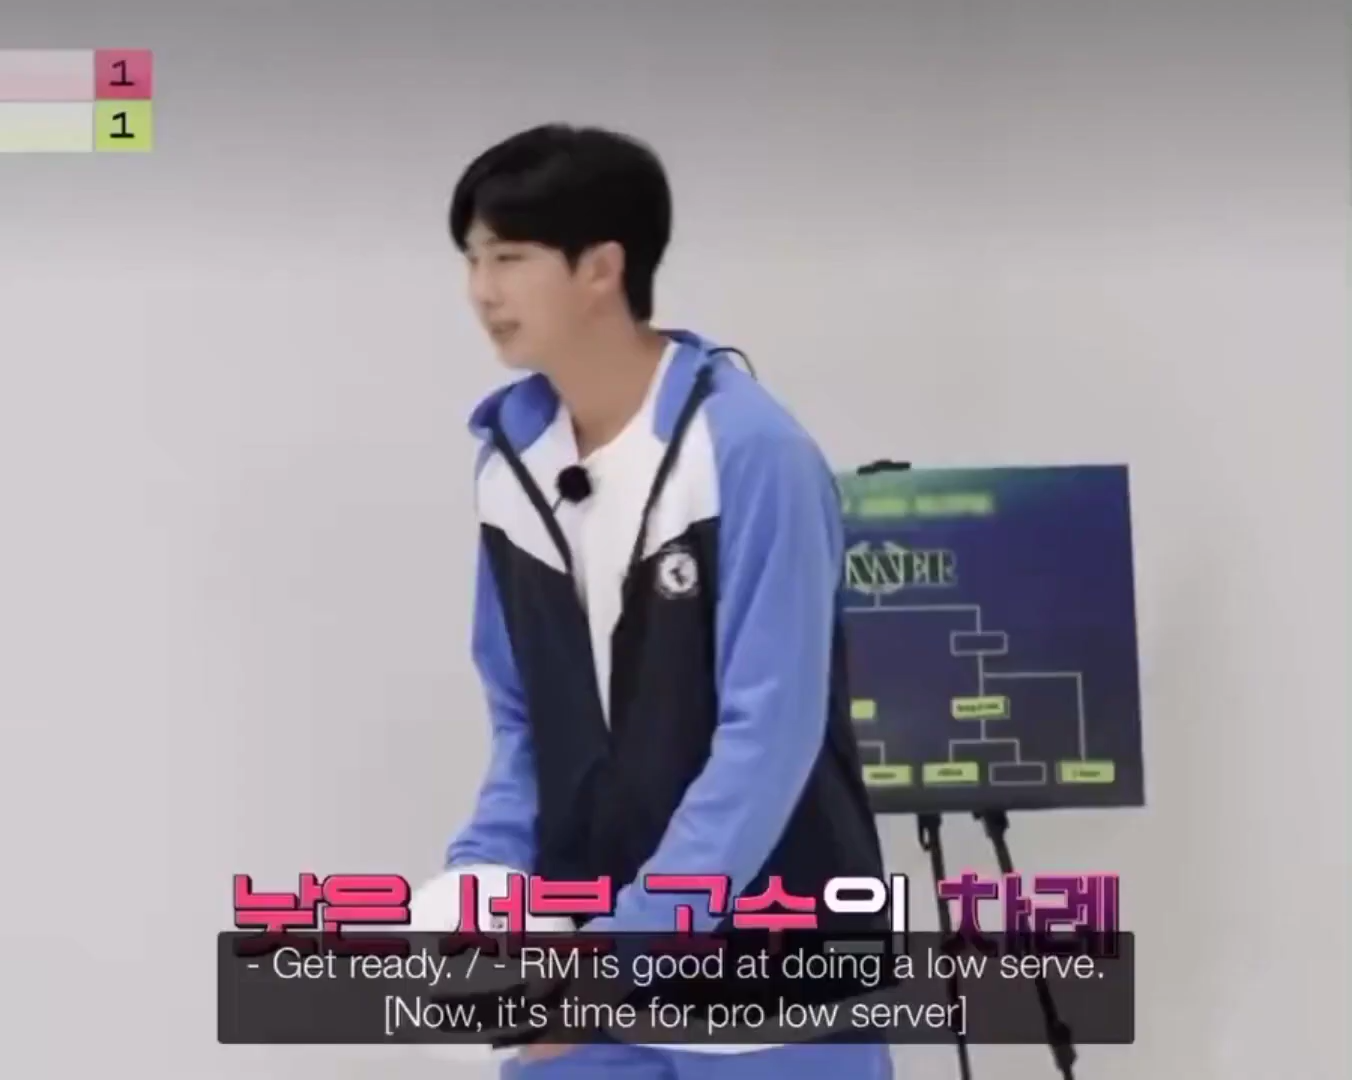 1
1
NNER
낮은 서브 고수의 차례
- Get ready. / - RM is good at doing a low serve.
[Now, it's time for pro low server]